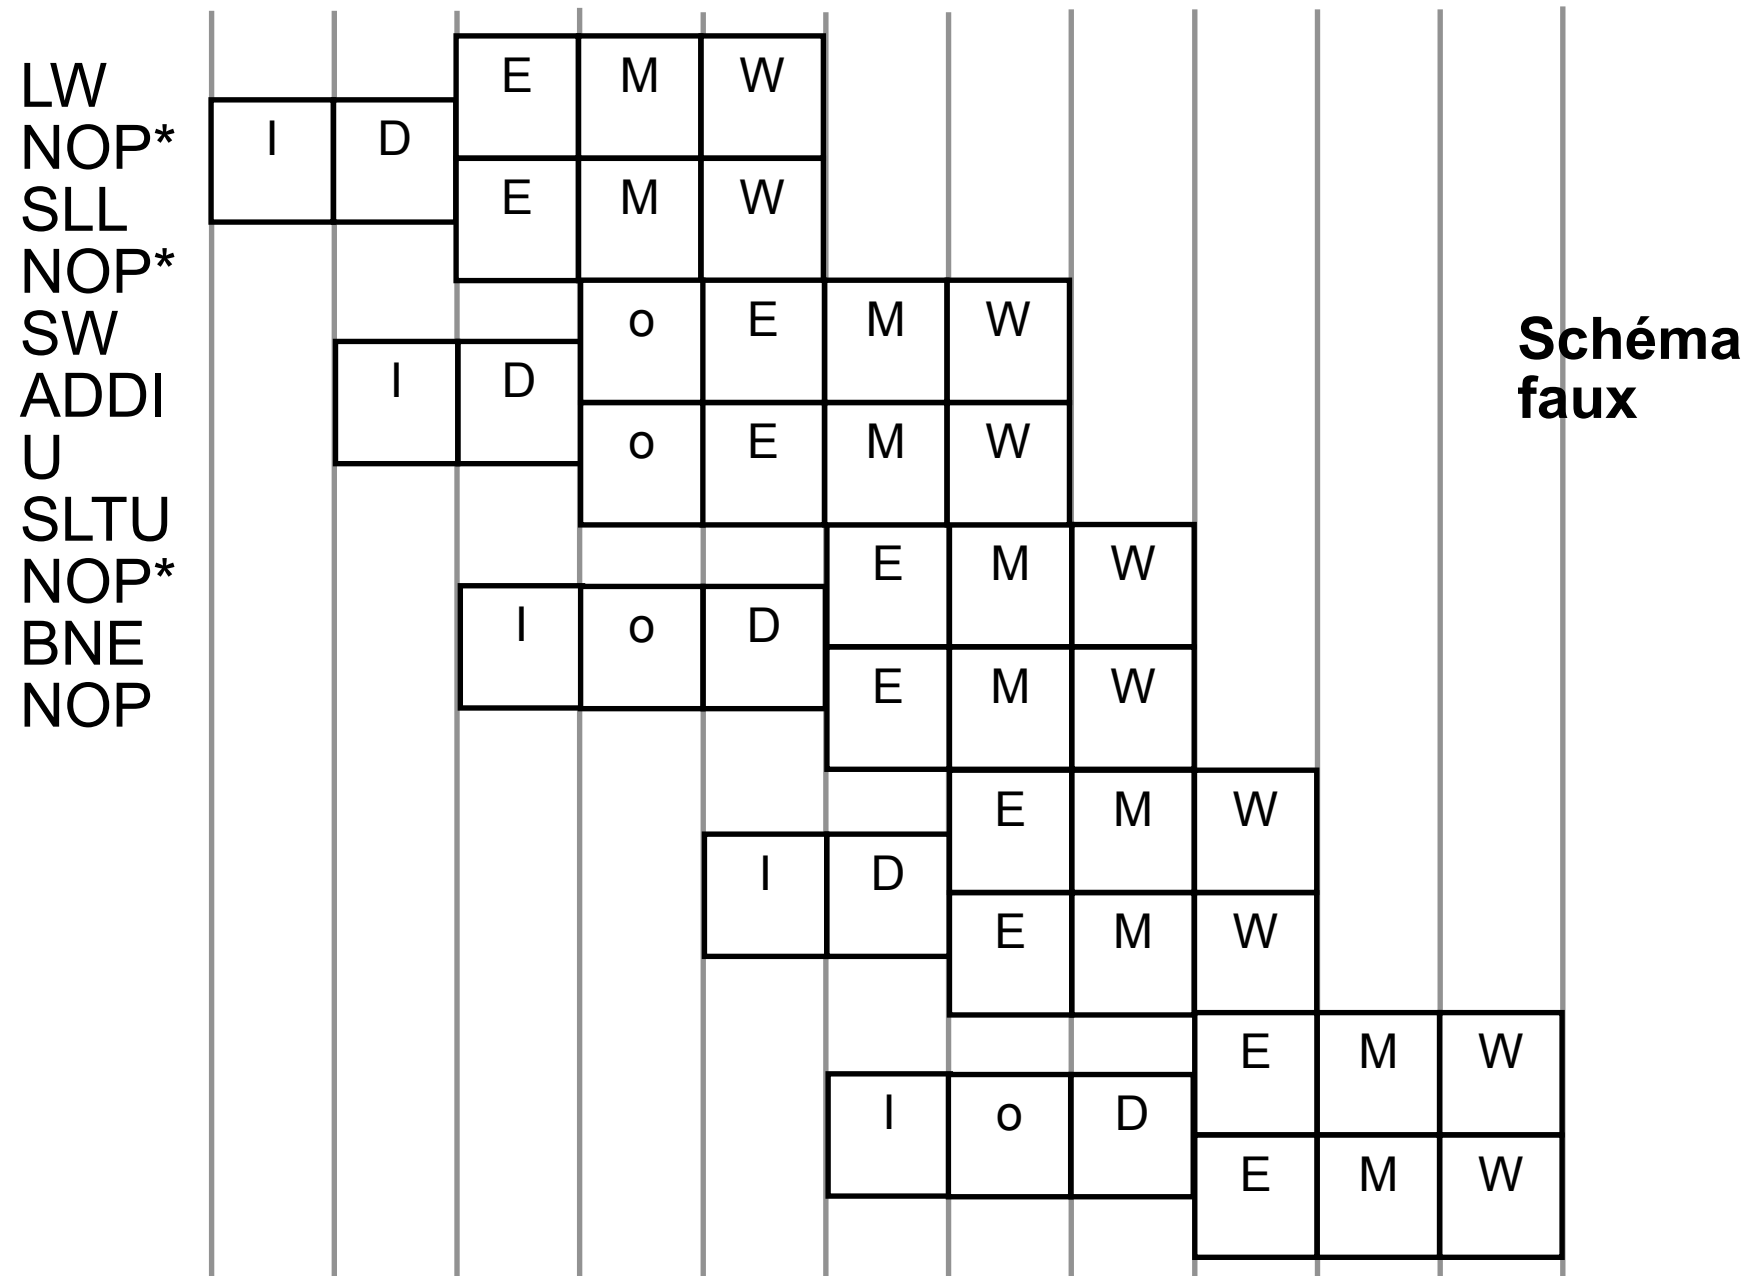 LW
NOP*
SLL
NOP*
SW
ADDI
U
SLTU
NOP*
BNE
NOP
E M W
I D
E M W
o E M W
I D
o E M W
E M W
I o D
E M W
E M W
I D
E M W
E M W
I o D
E M W
Schéma
faux